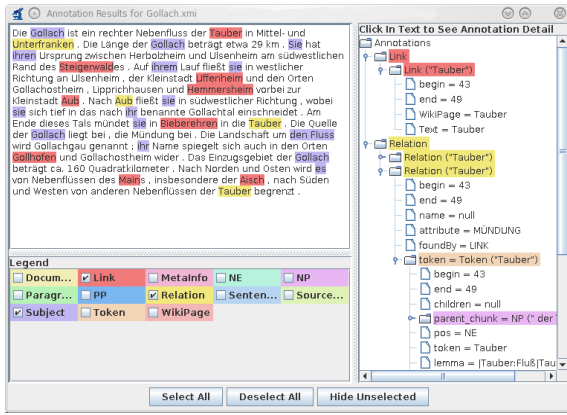 Annotation Results for Gollach.xmi
Die Gollach ist ein rechter Nebenfluss der Tauber in Mittel- und
Unterfranken . Die Länge der Gollach beträgt etwa 29 km . Sie hat
ihren Ursprung zwischen Herbolzheim und Ulsenheim am südwestlichen
Rand des Steigerwaldes . Auf ihrem Lauf fließt sie in westlicher
Richtung an Ulsenheim , der Kleinstadt Uffenheim und den Orten
Gollachostheim , Lipprichhausen und Hemmersheim vorbei zur
Kleinstadt Aub . Nach Aub fließt sie in südwestlicher Richtung , wobei
sie sich tief in das nach ihr benannte Gollachtal einschneidet . Am
Ende dieses Tals mündet sie in Bieberehren in die Tauber . Die Quelle
der Gollach liegt bei , die Mündung bei . Die Landschaft um den Fluss
wird Gollachgau genannt ; ihr Name spiegelt sich auch in den Orten
Gollhofen und Gollachostheim wider . Das Einzugsgebiet der Gollach
beträgt ca. 160 Quadratkilometer . Nach Norden und Osten wird es
von Nebenflüssen des Mains , insbesondere der Aisch , nach Süden
und Westen von anderen Nebenflüssen der Tauber begrenzt .
Legend
Docum... Link MetaInfo NE NP
Paragr... PP Relation Senten... Source...
Subject Token WikiPage
Click In Text to See Annotation Detail
Annotations
Link
Link ("Tauber")
begin = 43
end = 49
WikiPage = Tauber
Text = Tauber
Relation
Relation ("Tauber")
Relation ("Tauber")
begin = 43
end = 49
name = null
attribute = MÜNDUNG
foundBy = LINK
token = Token ("Tauber")
begin = 43
end = 49
children = null
parent_chunk = NP (" der
pos = NE
token = Tauber
lemma = |Tauber:Fluß|Tau
Select All Deselect All Hide Unselected